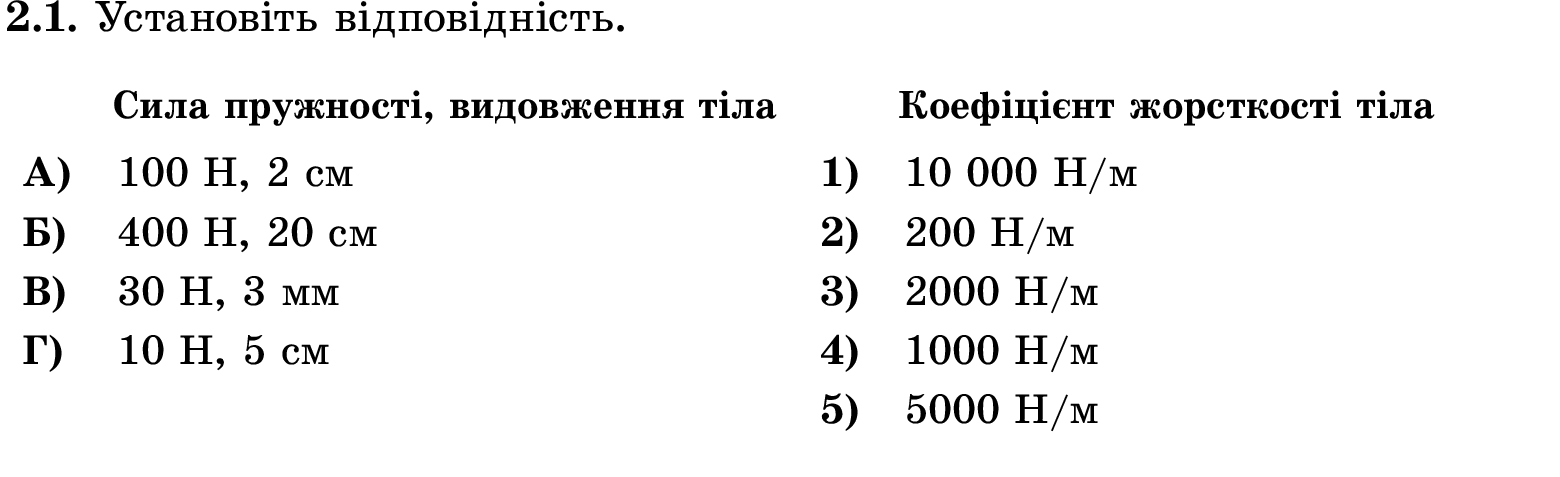 2.1. Установіть відповідність.
Сила пружності, видовження тіла Коефіцієнт жорсткості тіла
А) 100 Н, 2 см 1) 10 000 Н/м
Б) 400 Н, 20 см 2) 200 Н/м
В) 30 Н, 3 мм 3) 2000 Н/м
Г) 10 Н, 5 см 4) 1000 Н/м
5) 5000 Н/м